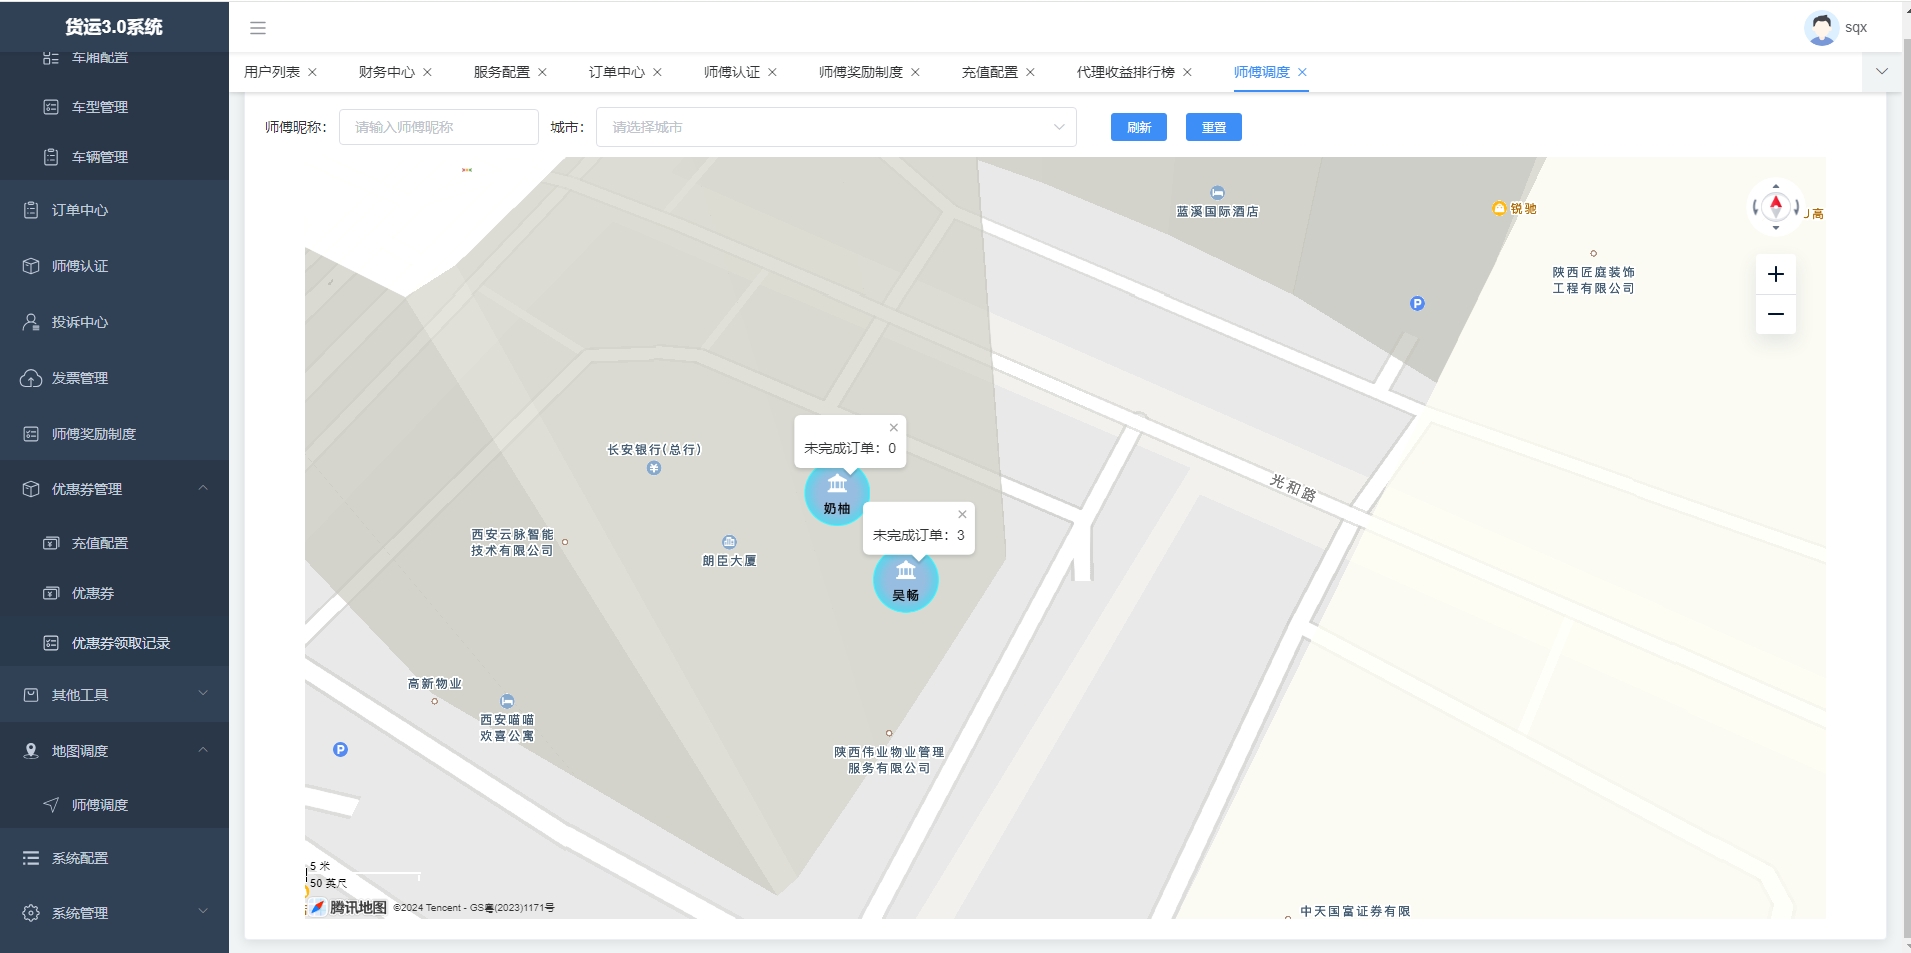 货运3.0系统
sqx
车厢配置
车型管理
车辆管理
订单中心
师傅认证
投诉中心
发票管理
师傅奖励制度
优惠券管理
充值配置
优惠券
优惠券领取记录
其他工具
地图调度
师傅调度
系统配置
系统管理
用户列表
财务中心
服务配置
订单中心
师傅认证
师傅奖励制度
充值配置
代理收益排行榜
师傅调度
师傅昵称：
请输入师傅昵称
城市：
请选择城市
刷新
重置
蓝溪国际酒店
锐驰
高
陕西匠庭装饰
工程有限公司
P
未完成订单：0
长安银行(总行)
奶柚
光和路
未完成订单：3
西安云脉智能
技术有限公司
朗臣大厦
吴畅
高新物业
西安喵喵
欢喜公寓
P
陕西伟业物业管理
服务有限公司
5 米
50 英尺
腾讯地图
©2024 Tencent - GS粤(2023)1171号
中天国富证券有限